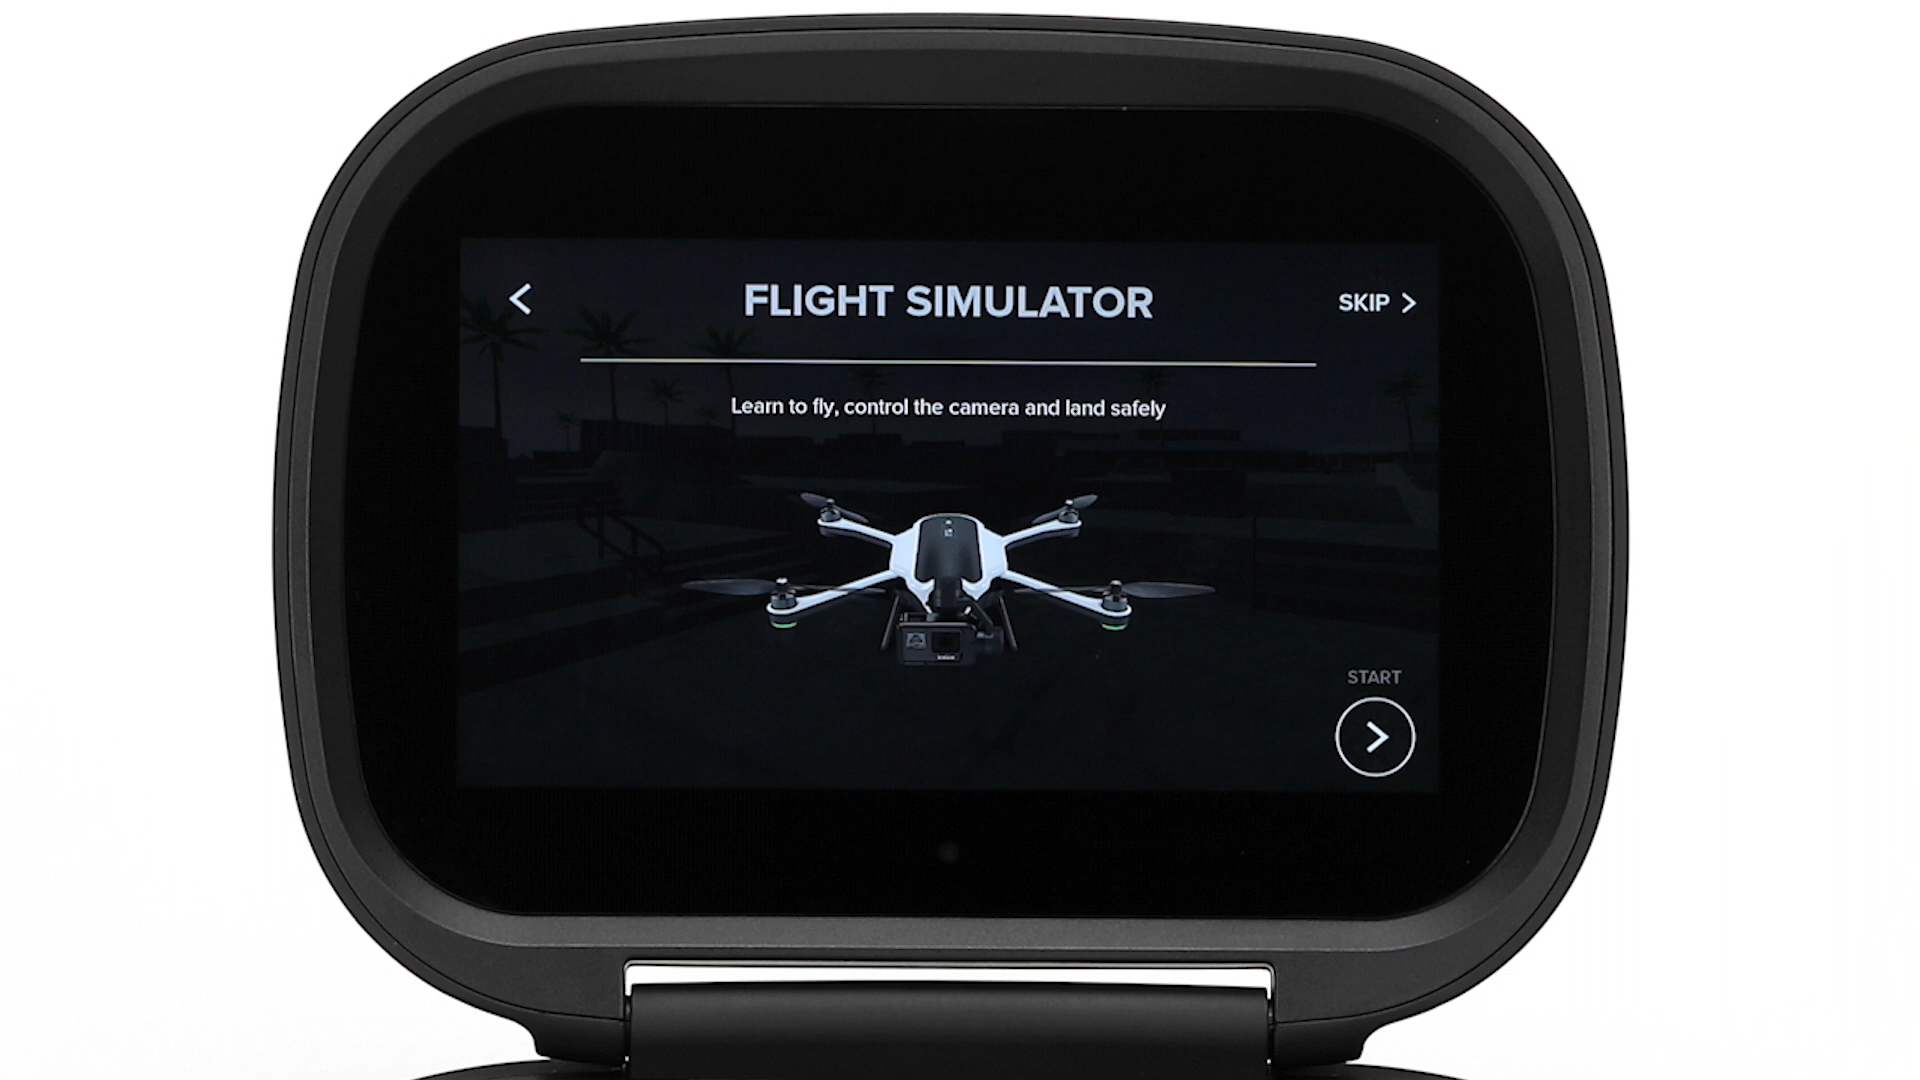 FLIGHT SIMULATOR
SKIP
Learn to fly, control the camera and land safely
START